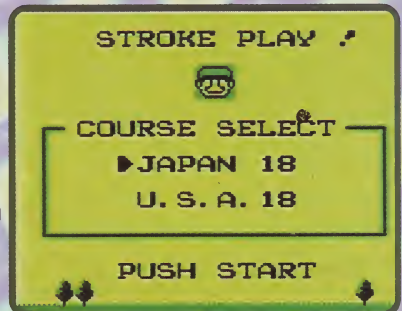 STROKE PLAY
COURSE SELECT
▶JAPAN 18
U.S.A.18
PUSH START